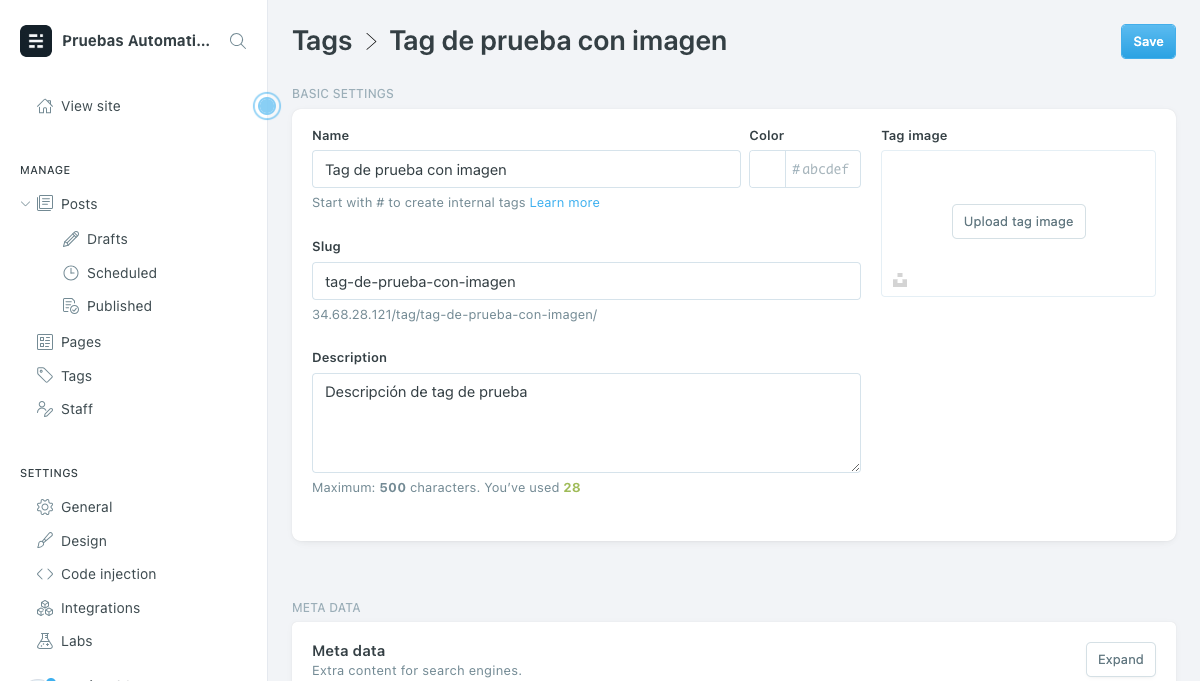 Pruebas Automati...
View site
MANAGE
Posts
Drafts
Scheduled
Published
Pages
Tags
Staff
SETTINGS
General
Design
Code injection
Integrations
Labs
Tags > Tag de prueba con imagen
Save
BASIC SETTINGS
Name
Tag de prueba con imagen
Start with # to create internal tags Learn more
Color
#abcdef
Slug
tag-de-prueba-con-imagen
34.68.28.121/tag/tag-de-prueba-con-imagen/
Description
Descripción de tag de prueba
Maximum: 500 characters. You’ve used 28
Tag image
Upload tag image
META DATA
Meta data
Extra content for search engines.
Expand